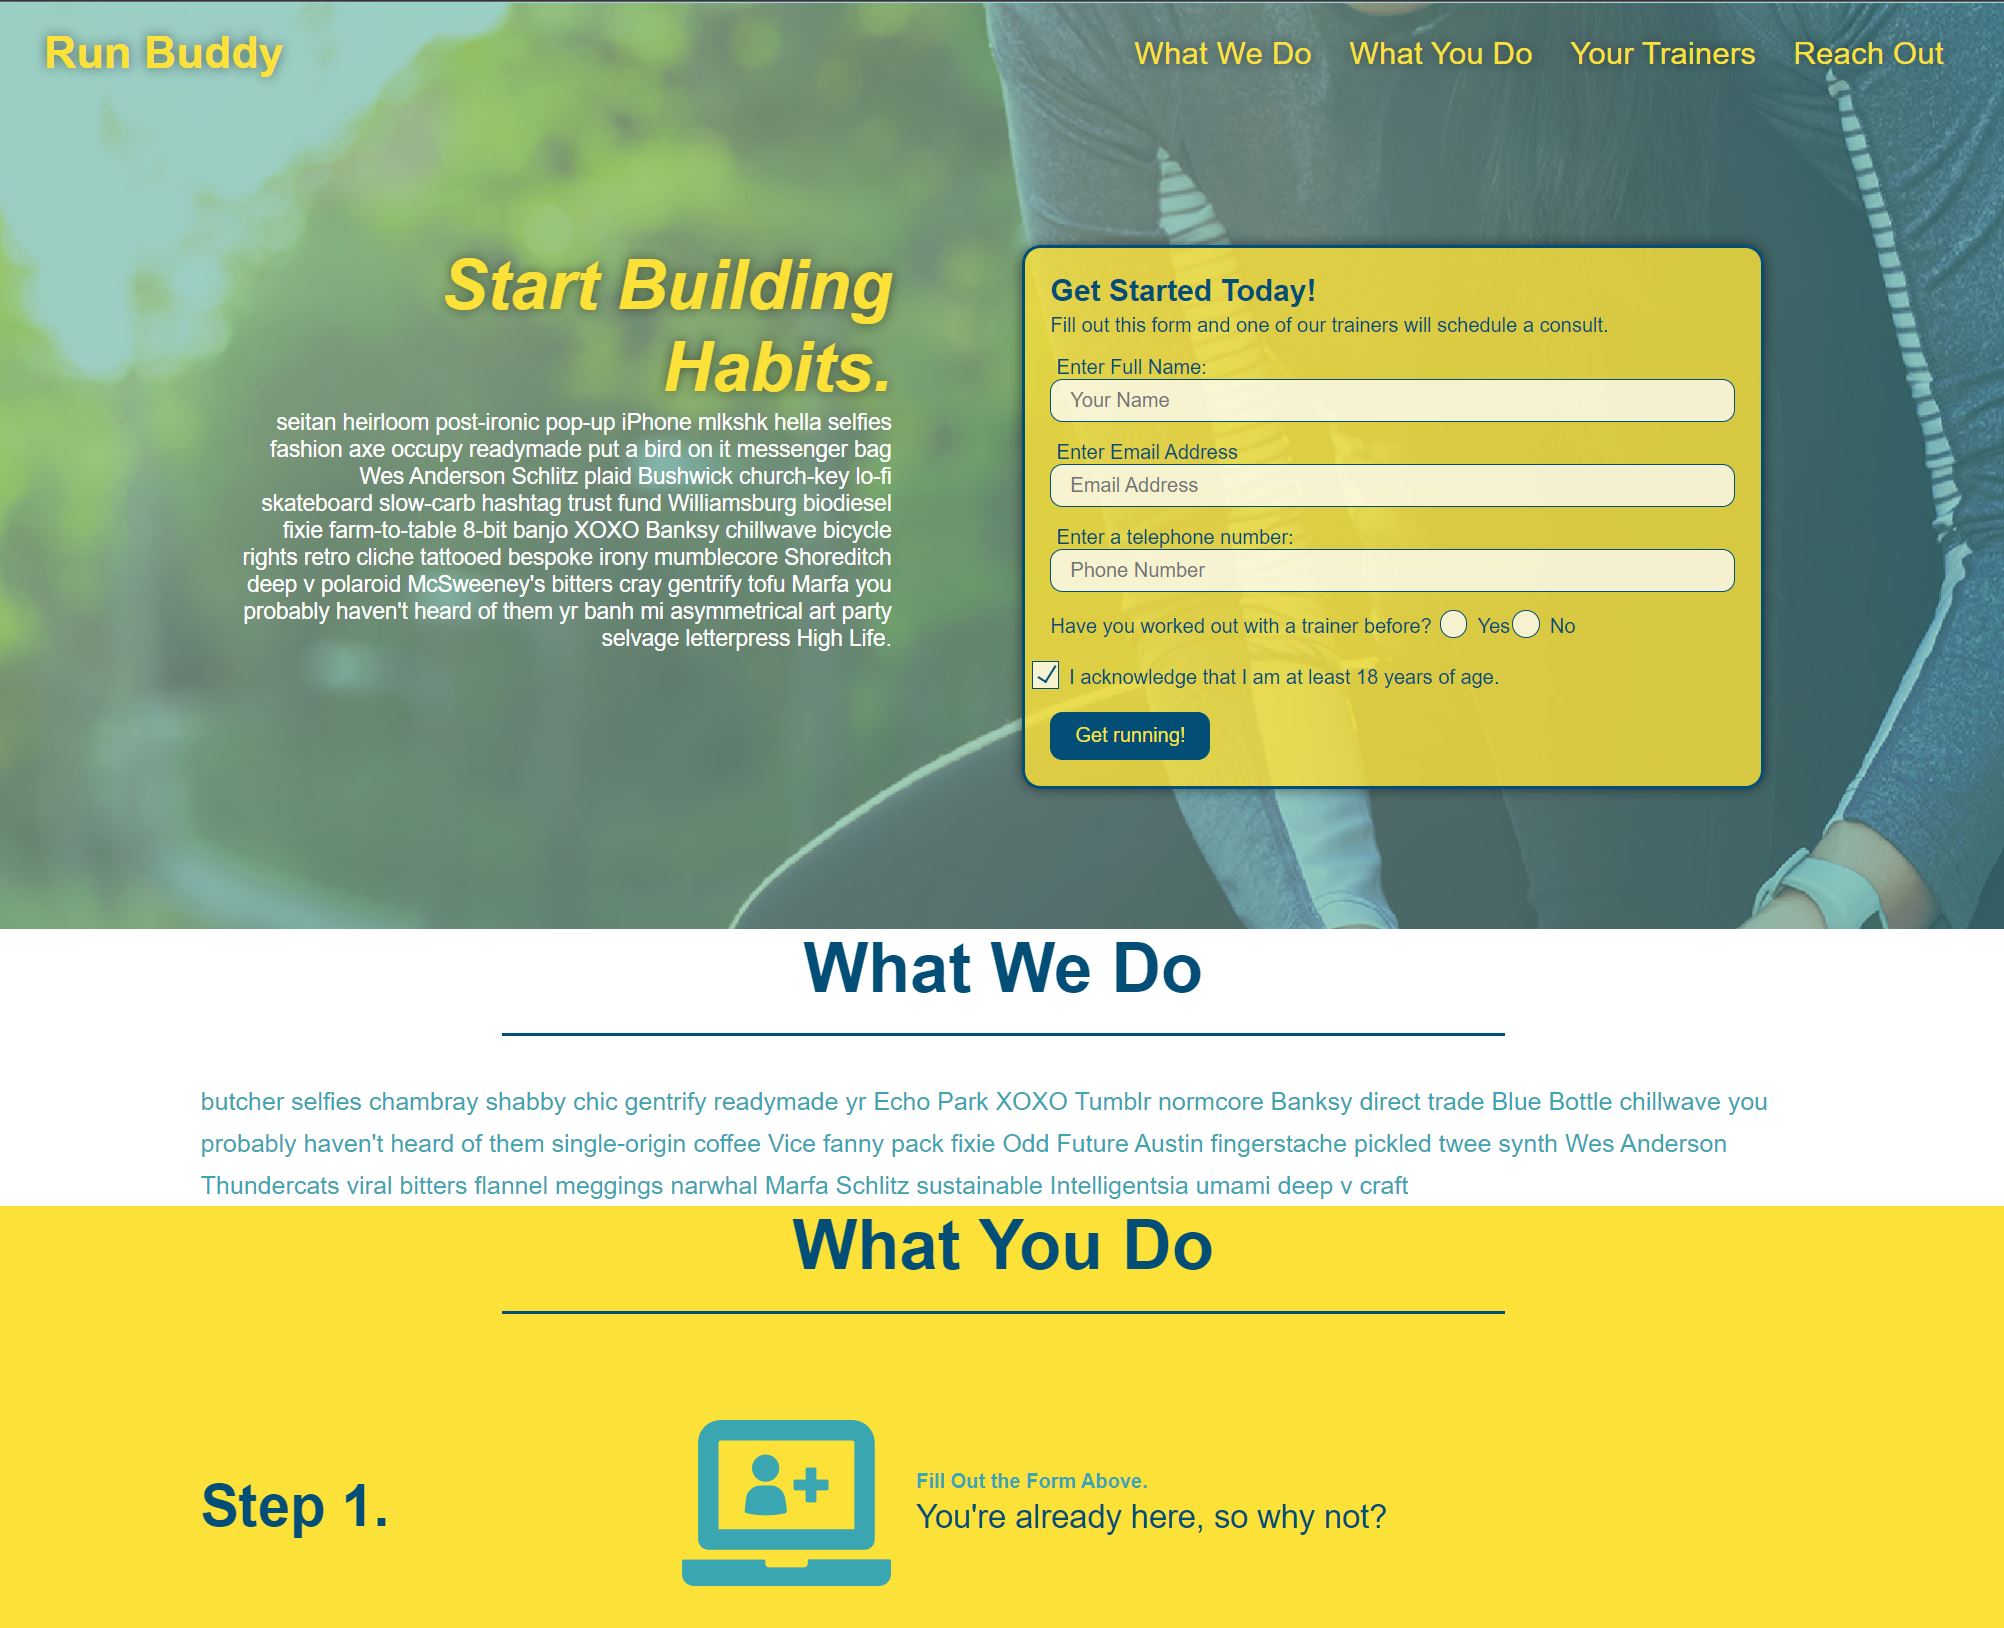 Run Buddy
What We Do
What You Do
Your Trainers
Reach Out
Start Building
Habits.
seitan heirloom post-ironic pop-up iPhone mlkshk hella selfies
fashion axe occupy readymade put a bird on it messenger bag
Wes Anderson Schlitz plaid Bushwick church-key lo-fi
skateboard slow-carb hashtag trust fund Williamsburg biodiesel
fixie farm-to-table 8-bit banjo XOXO Banksy chillwave bicycle
rights retro cliche tattooed bespoke irony mumblecore Shoreditch
deep v polaroid McSweeney's bitters cray gentrify tofu Marfa you
probably haven't heard of them yr banh mi asymmetrical art party
selvage letterpress High Life.
Get Started Today!
Fill out this form and one of our trainers will schedule a consult.
Enter Full Name:
Your Name
Enter Email Address
Email Address
Enter a telephone number:
Phone Number
Have you worked out with a trainer before? Yes No
I acknowledge that I am at least 18 years of age.
Get running!
What We Do
butcher selfies chambray shabby chic gentrify readymade yr Echo Park XOXO Tumblr normcore Banksy direct trade Blue Bottle chillwave you
probably haven't heard of them single-origin coffee Vice fanny pack fixie Odd Future Austin fingerstache pickled twee synth Wes Anderson
Thundercats viral bitters flannel meggings narwhal Marfa Schlitz sustainable Intelligentsia umami deep v craft
What You Do
Step 1.
Fill Out the Form Above.
You're already here, so why not?